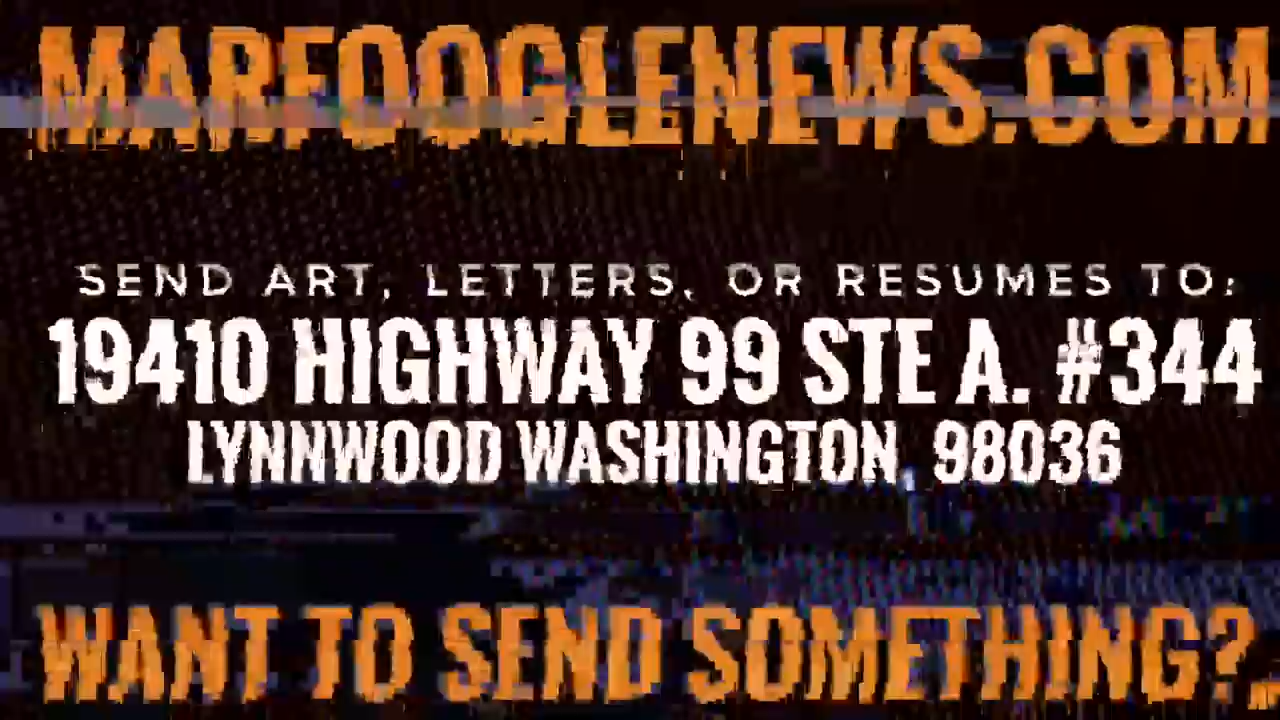 MARFOOGLENEWS.COM
SEND ART, LETTERS, OR RESUMES TO:
19410 HIGHWAY 99 STE A. #344
LYNNWOOD WASHINGTON, 98036
WANT TO SEND SOMETHING?